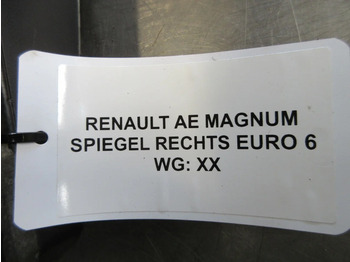 RENAULT AE MAGNUM
SPIEGEL RECHTS EURO 6
WG: XX